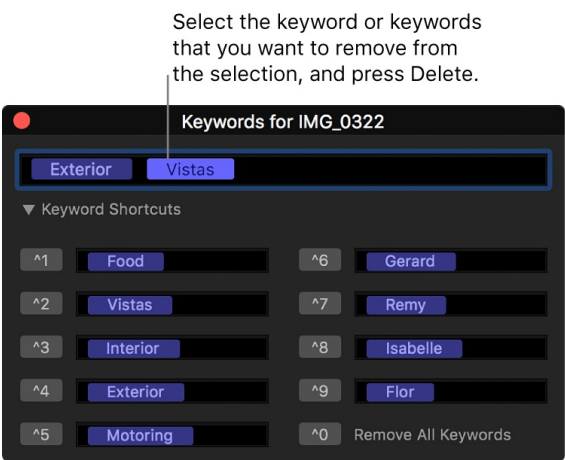 Select the keyword or keywords
that you want to remove from
the selection, and press Delete.
Keywords for IMG_0322
Exterior Vistas
▼ Keyword Shortcuts
^1 Food ^6 Gerard
^2 Vistas ^7 Remy
^3 Interior ^8 Isabelle
^4 Exterior ^9 Flor
^5 Motoring ^0 Remove All Keywords